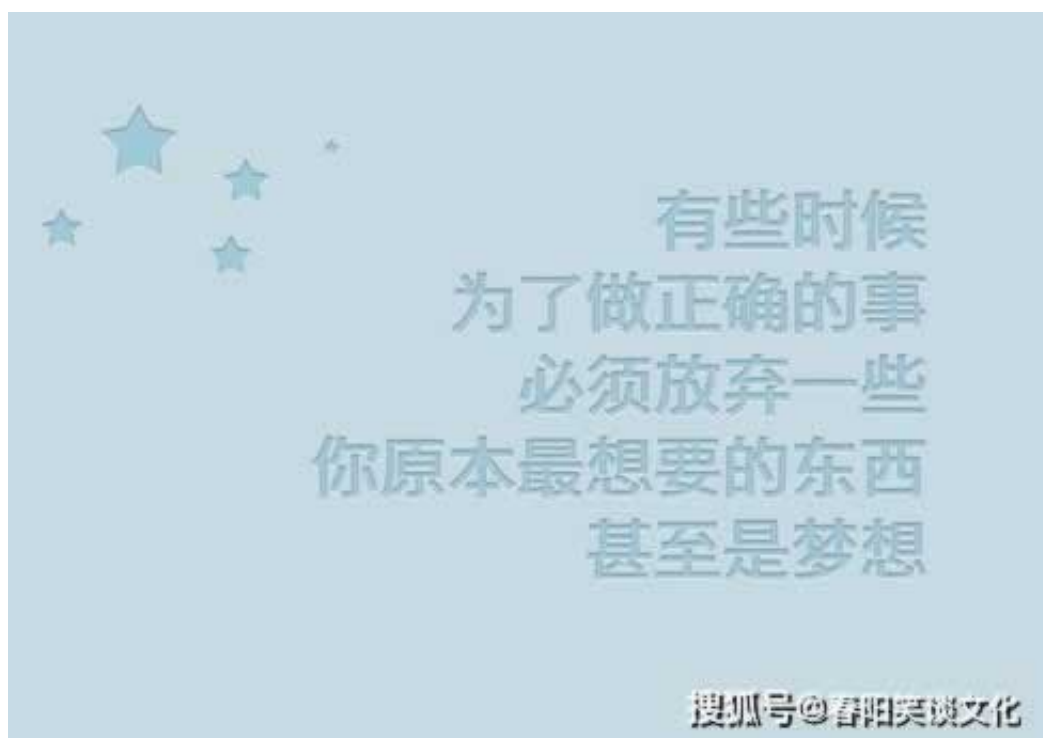 有些时候
为了做正确的事
必须放弃一些
你原本最想要的东西
甚至是梦想
搜狐号@春阳笑谈文化